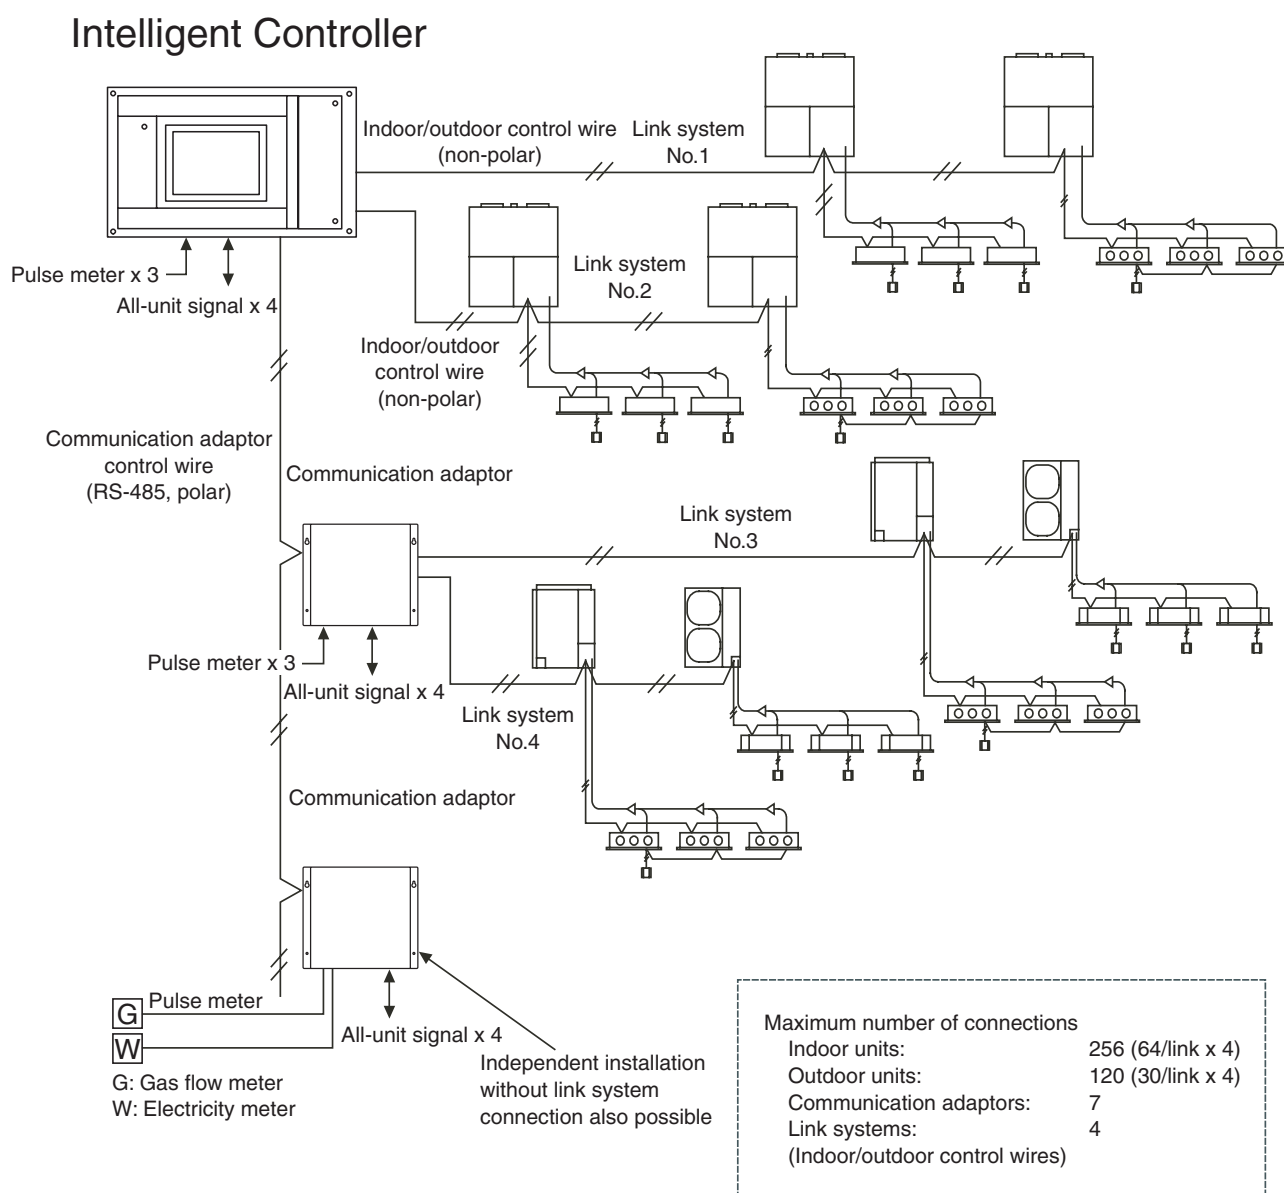 Intelligent Controller
Indoor/outdoor control wire
(non-polar)
Link system
No.1
Pulse meter x 3
All-unit signal x 4
Link system
No.2
Indoor/outdoor
control wire
(non-polar)
Communication adaptor
control wire
(RS-485, polar)
Communication adaptor
Link system
No.3
Pulse meter x 3
All-unit signal x 4
Link system
No.4
Communication adaptor
G
Pulse meter
W
All-unit signal x 4
G: Gas flow meter
W: Electricity meter
Independent installation
without link system
connection also possible
Maximum number of connections
Indoor units: 256 (64/link x 4)
Outdoor units: 120 (30/link x 4)
Communication adaptors: 7
Link systems: 4
(Indoor/outdoor control wires)